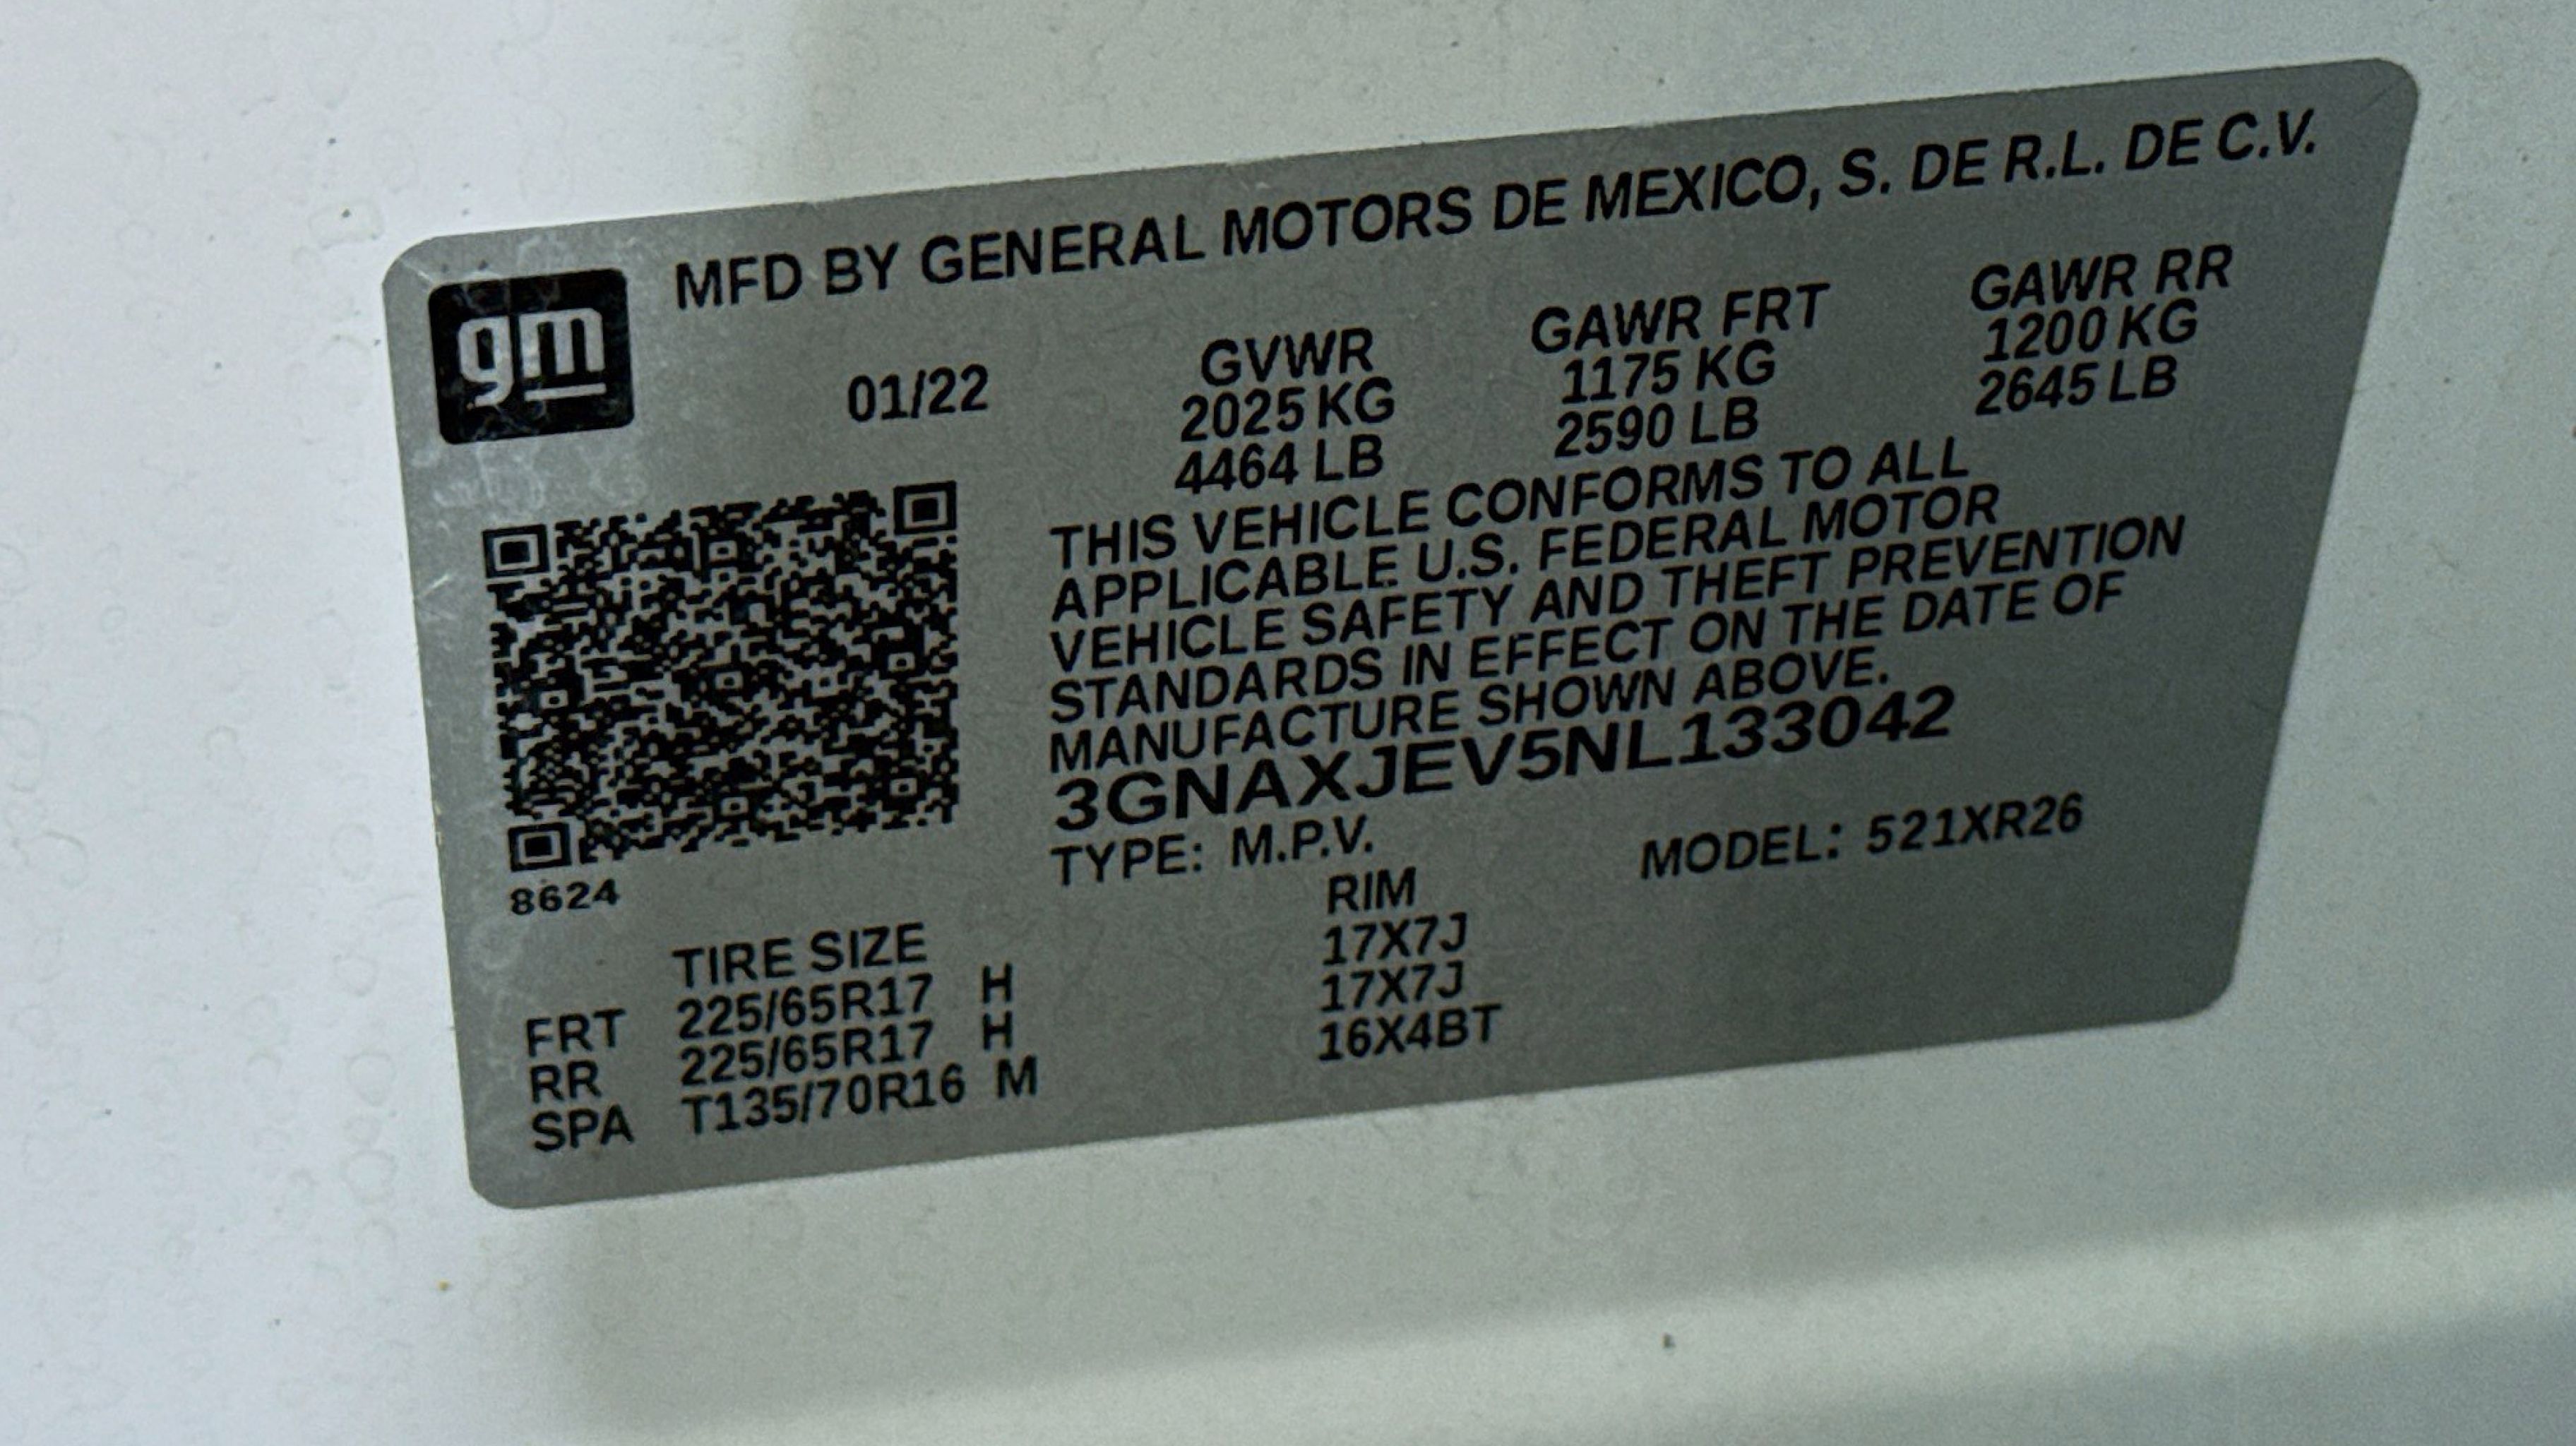 gm
MFD BY GENERAL MOTORS DE MEXICO, S. DE R.L. DE C.V.
01/22
GVWR
2025 KG
4464 LB
GAWR FRT
1175 KG
2590 LB
GAWR RR
1200 KG
2645 LB
THIS VEHICLE CONFORMS TO ALL
APPLICABLE U.S. FEDERAL MOTOR
VEHICLE SAFETY AND THEFT PREVENTION
STANDARDS IN EFFECT ON THE DATE OF
MANUFACTURE SHOWN ABOVE.
3GNAXJEV5NL133042
TYPE: M.P.V. MODEL: 521XR26
8624
TIRE SIZE RIM
FRT 225/65R17 H 17X7J
RR 225/65R17 H 17X7J
SPA T135/70R16 M 16X4BT